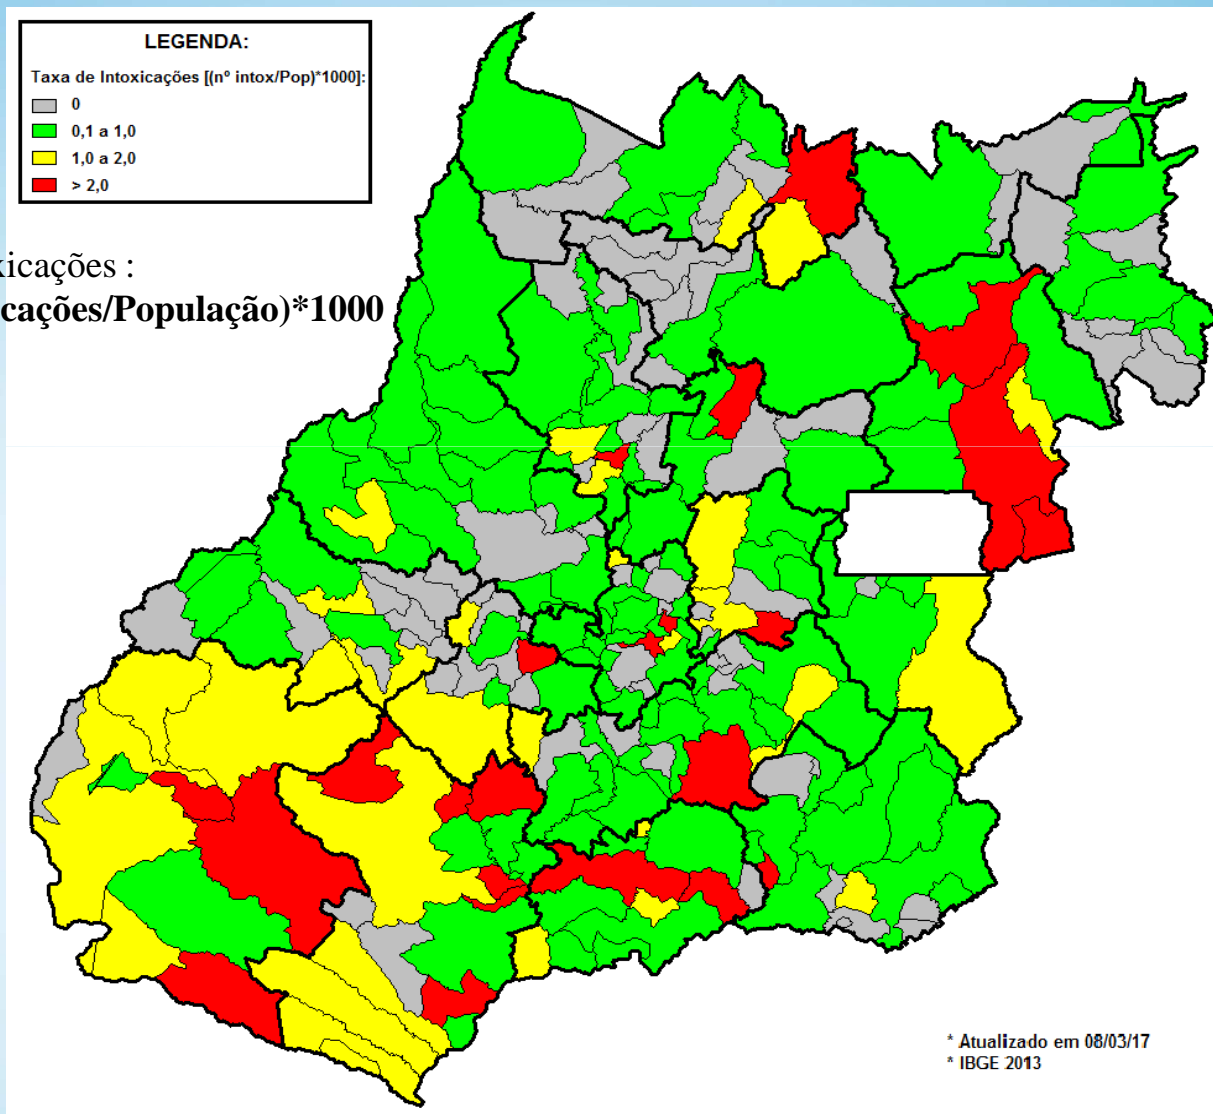 LEGENDA:
Taxa de Intoxicações [(nº intox/Pop)*1000]:
0
0,1 a 1,0
1,0 a 2,0
> 2,0
xicações :
cações/População)*1000
* Atualizado em 08/03/17
* IBGE 2013